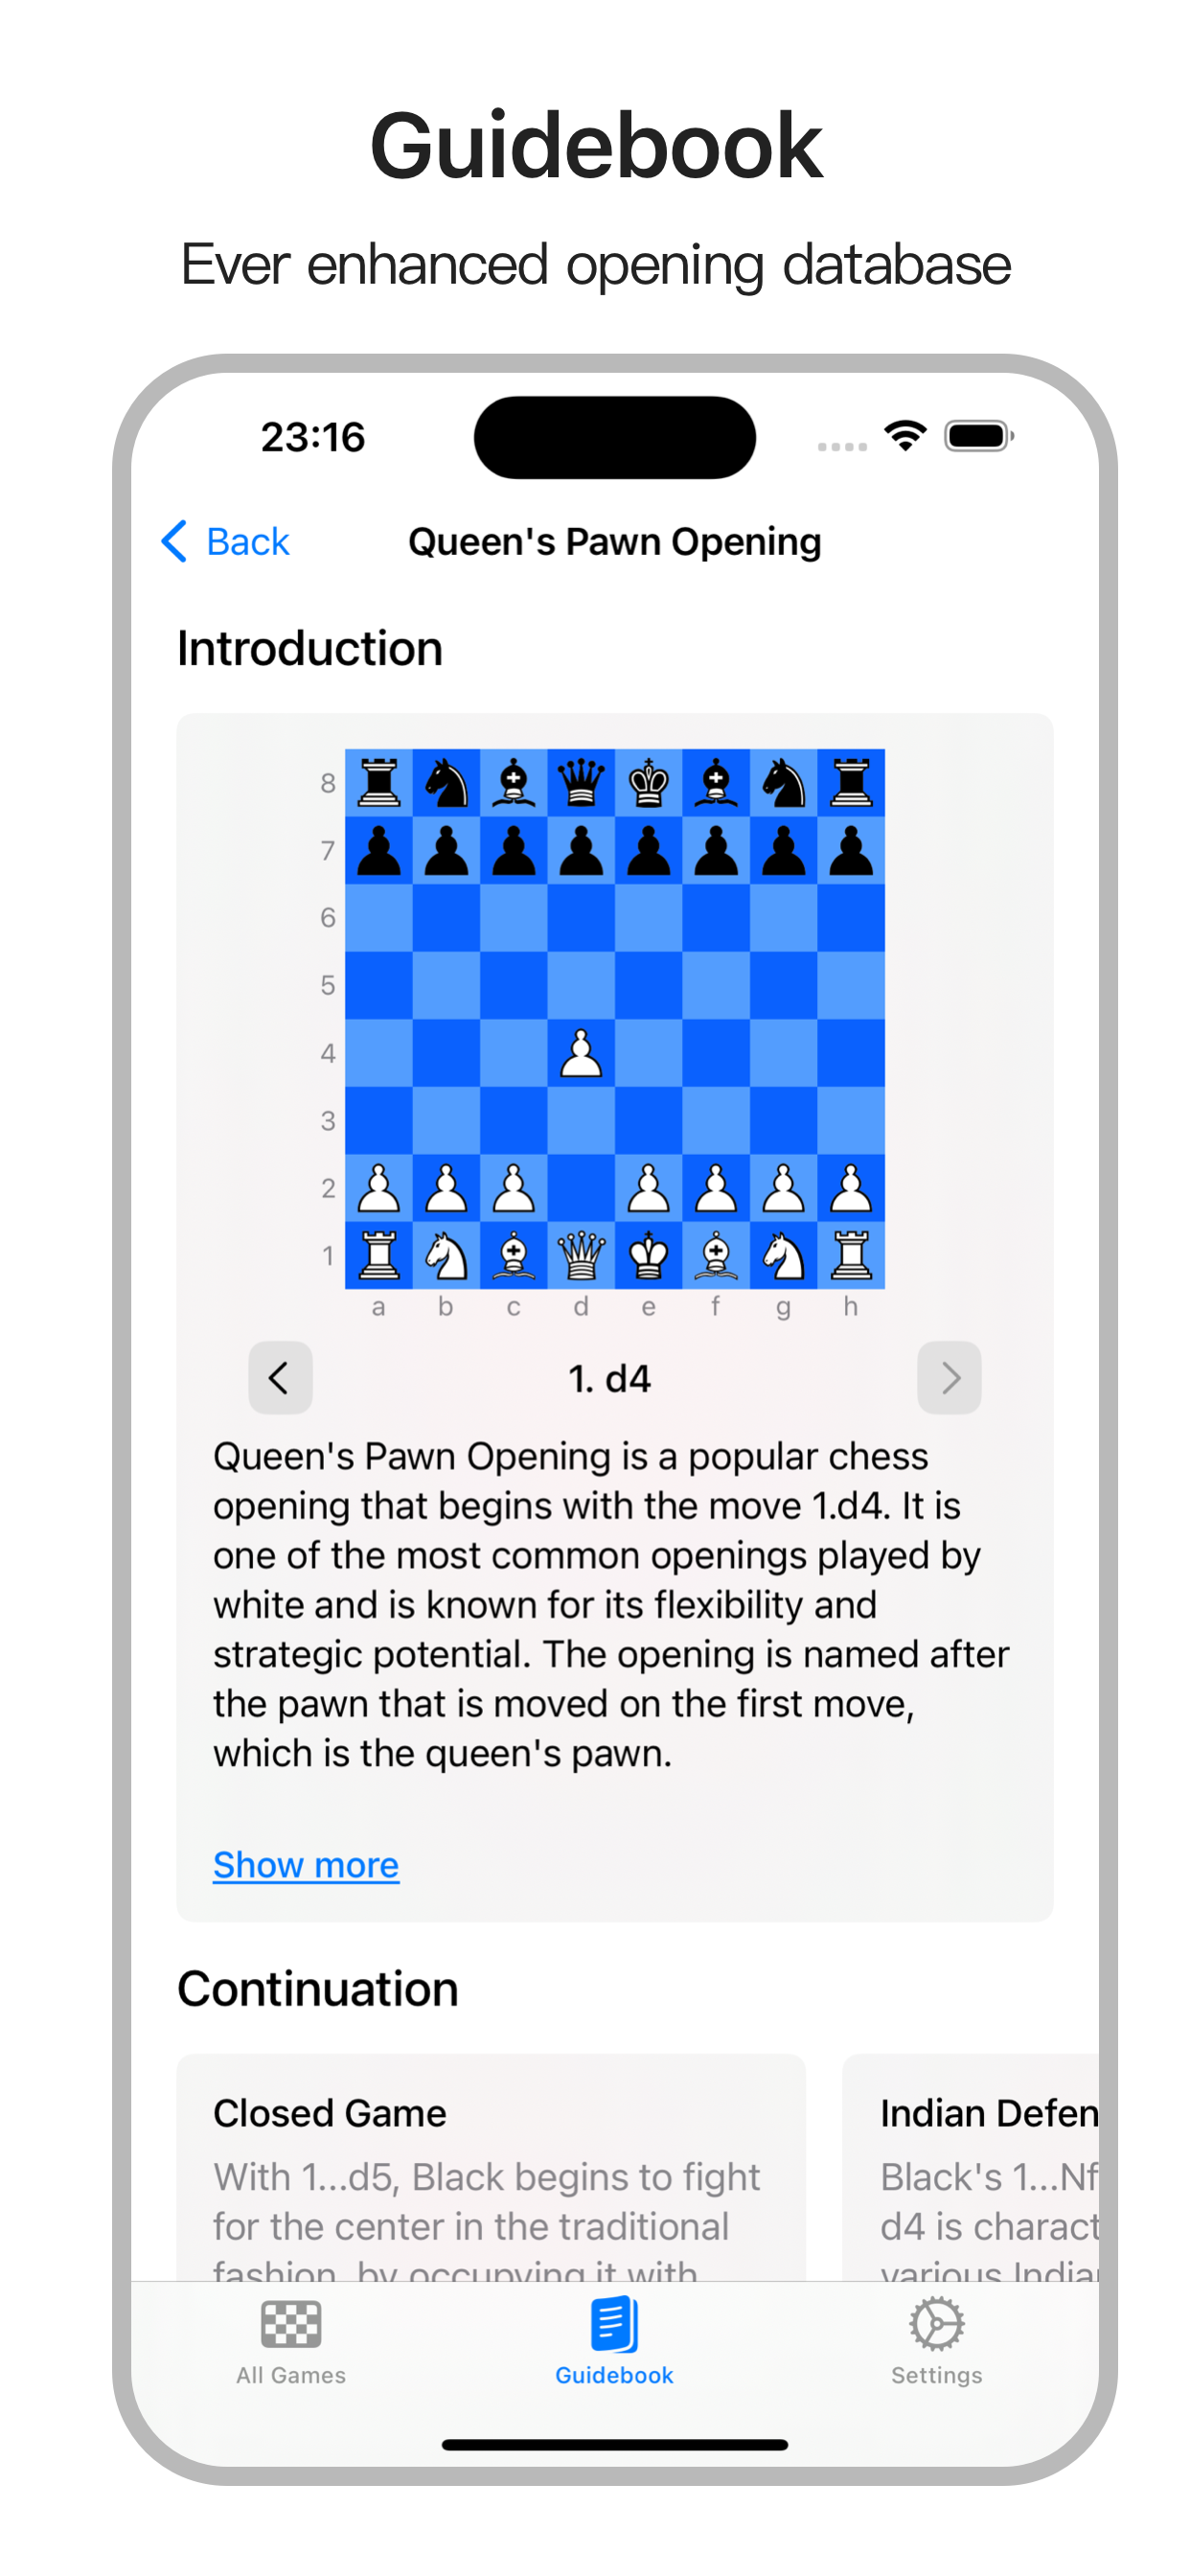 Guidebook
Ever enhanced opening database
23:16
Back
Queen's Pawn Opening
Introduction
8
7
6
5
4
3
2
1
a b c d e f g h
1. d4
Queen's Pawn Opening is a popular chess
opening that begins with the move 1.d4. It is
one of the most common openings played by
white and is known for its flexibility and
strategic potential. The opening is named after
the pawn that is moved on the first move,
which is the queen's pawn.
Show more
Continuation
Closed Game
With 1...d5, Black begins to fight
for the center in the traditional
fashion, by occupying it with
Indian Defen
Black's 1...Nf
d4 is charact
various Indian
All Games
Guidebook
Settings